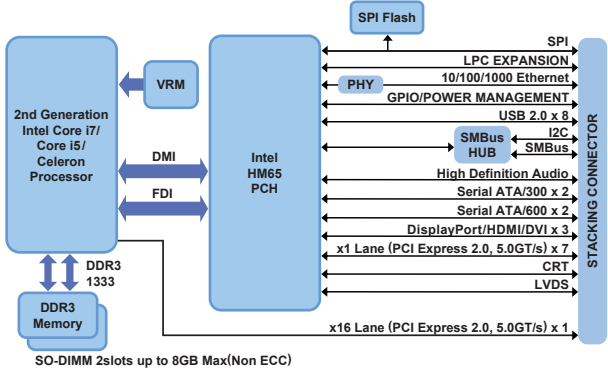 SPI Flash
SPI
LPC EXPANSION
PHY
10/100/1000 Ethernet
GPIO/POWER MANAGEMENT
USB 2.0 x 8
SMBus
HUB
I2C
SMBus
High Definition Audio
Serial ATA/300 x 2
Serial ATA/600 x 2
DisplayPort/HDMI/DVI x 3
x1 Lane (PCI Express 2.0, 5.0GT/s) x 7
CRT
LVDS
x16 Lane (PCI Express 2.0, 5.0GT/s) x 1
STACKING CONNECTOR
VRM
2nd Generation
Intel Core i7/
Core i5/
Celeron
Processor
DMI
FDI
Intel
HM65
PCH
DDR3
1333
DDR3
Memory
SO-DIMM 2slots up to 8GB Max(Non ECC)